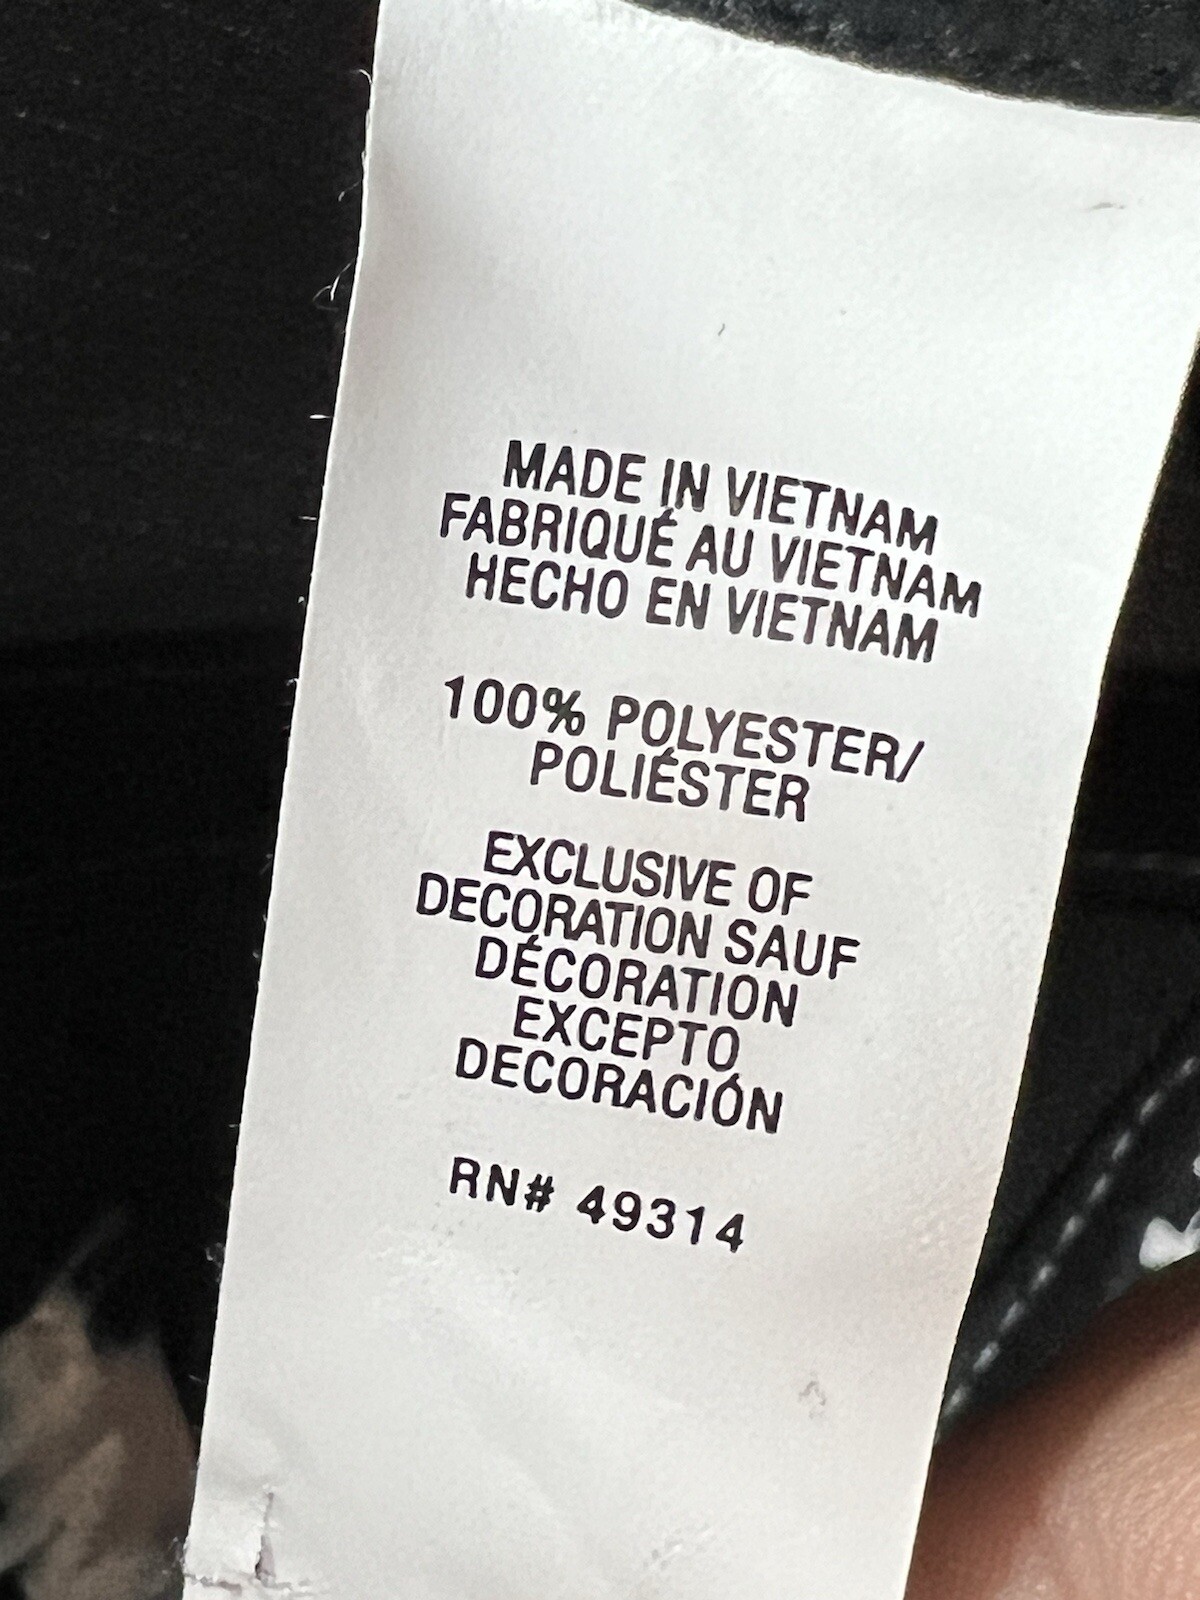 MADE IN VIETNAM
FABRIQUÉ AU VIETNAM
HECHO EN VIETNAM
100% POLYESTER/
POLIÉSTER
EXCLUSIVE OF
DECORATION SAUF
DÉCORATION
EXCEPTO
DECORACIÓN
RN# 49314